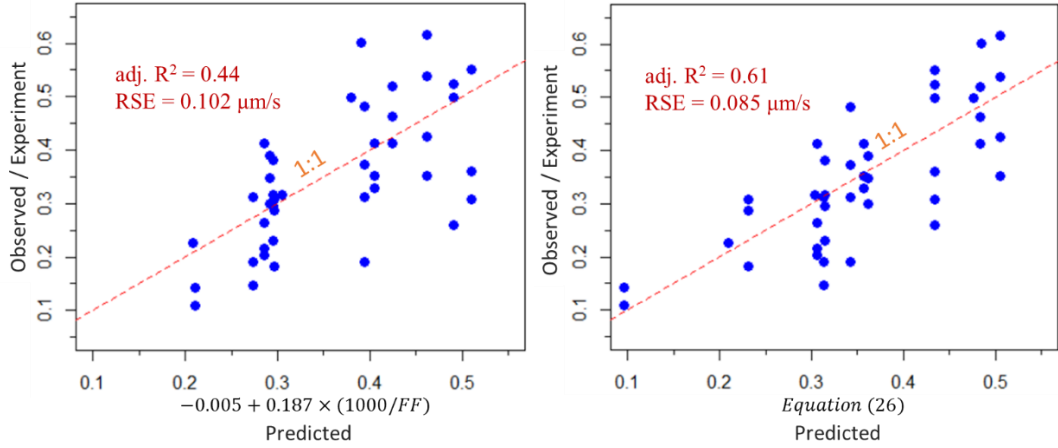 Observed / Experiment
0.6
0.5
0.4
0.3
0.2
0.1
adj. R² = 0.44
RSE = 0.102 μm/s
1:1
0.1 0.2 0.3 0.4 0.5
−0.005 + 0.187 × (1000/FF)
Predicted
Observed / Experiment
0.6
0.5
0.4
0.3
0.2
0.1
adj. R² = 0.61
RSE = 0.085 μm/s
1:1
0.1 0.2 0.3 0.4 0.5
Equation (26)
Predicted